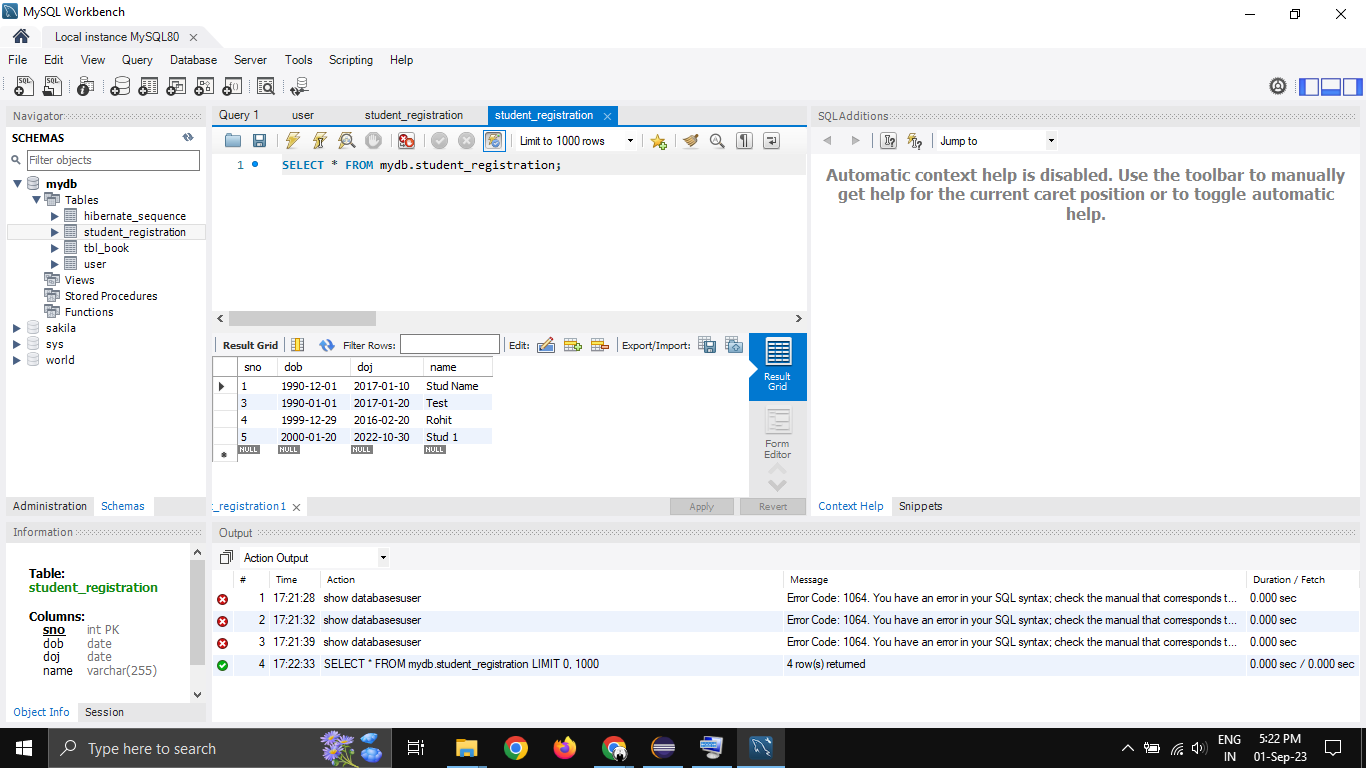 MySQL Workbench
Local instance MySQL80
File Edit View Query Database Server Tools Scripting Help
Navigator
SCHEMAS
Filter objects
mydb
Tables
hibernate_sequence
student_registration
tbl_book
user
Views
Stored Procedures
Functions
sakila
sys
world
Administration Schemas
Information
Table:
student_registration
Columns:
sno int PK
dob date
doj date
name varchar(255)
Object Info Session
Query 1 user student_registration student_registration
Limit to 1000 rows
1 SELECT * FROM mydb.student_registration;
Result Grid Filter Rows: Edit: Export/Import:
sno dob doj name
1 1990-12-01 2017-01-10 Stud Name
3 1990-01-01 2017-01-20 Test
4 1999-12-29 2016-02-20 Rohit
5 2000-01-20 2022-10-30 Stud 1
NULL NULL NULL NULL
Result
Grid
Form
Editor
t_registration 1 Apply Revert
SQLAdditions
Jump to
Automatic context help is disabled. Use the toolbar to manually
get help for the current caret position or to toggle automatic
help.
Context Help Snippets
Output
Action Output
# Time Action Message Duration / Fetch
1 17:21:28 show databasesuser Error Code: 1064. You have an error in your SQL syntax; check the manual that corresponds t... 0.000 sec
2 17:21:32 show databasesuser Error Code: 1064. You have an error in your SQL syntax; check the manual that corresponds t... 0.000 sec
3 17:21:39 show databasesuser Error Code: 1064. You have an error in your SQL syntax; check the manual that corresponds t... 0.000 sec
4 17:22:33 SELECT * FROM mydb.student_registration LIMIT 0, 1000 4 row(s) returned 0.000 sec / 0.000 sec
Type here to search
ENG
IN
5:22 PM
01-Sep-23